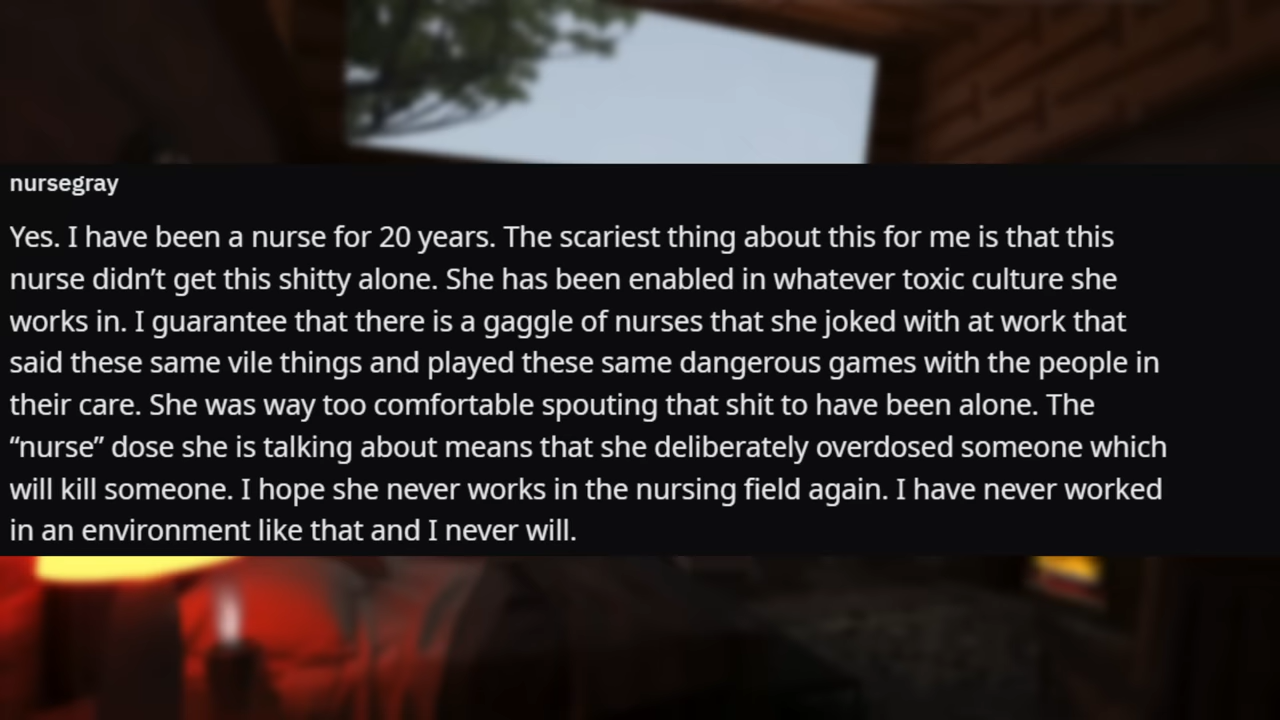 nursegray
Yes. I have been a nurse for 20 years. The scariest thing about this for me is that this
nurse didn’t get this shitty alone. She has been enabled in whatever toxic culture she
works in. I guarantee that there is a gaggle of nurses that she joked with at work that
said these same vile things and played these same dangerous games with the people in
their care. She was way too comfortable spouting that shit to have been alone. The
“nurse” dose she is talking about means that she deliberately overdosed someone which
will kill someone. I hope she never works in the nursing field again. I have never worked
in an environment like that and I never will.